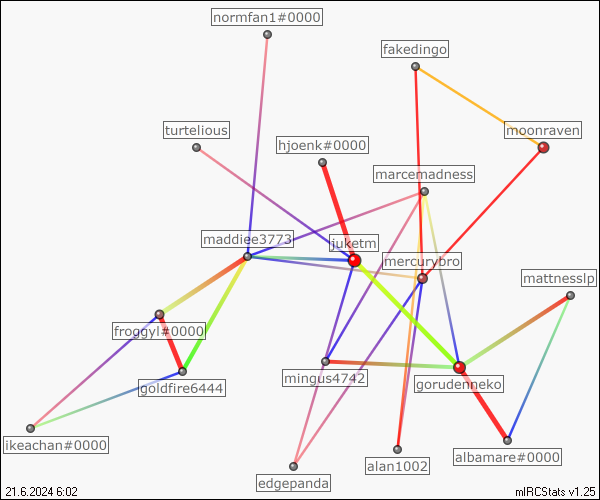 normfan1#0000
fakedingo
turtelious
moonraven
hjoenk#0000
marcemadness
maddiee3773
juketm
mercurybro
mattnesslp
froggyl#0000
mingus4742
goldfire6444
gorudenneko
ikeachan#0000
albamare#0000
alan1002
edgepanda
21.6.2024 6:02
mIRCStats v1.25